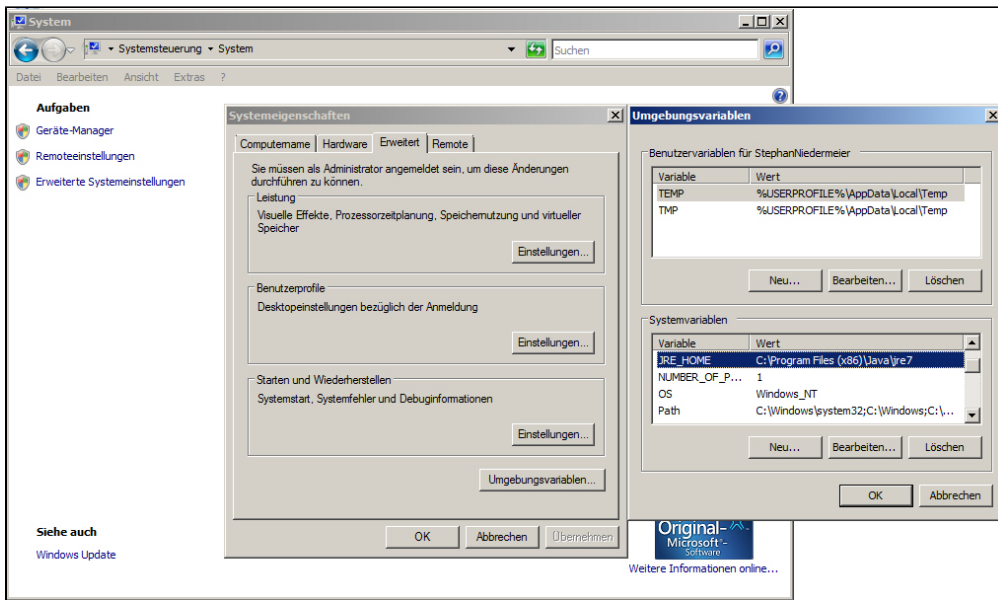 System
Systemsteuerung System
Suchen
Datei Bearbeiten Ansicht Extras ?
Aufgaben
Geräte-Manager
Remoteeinstellungen
Erweiterte Systemeinstellungen
Siehe auch
Windows Update
Systemeigenschaften
Computername Hardware Erweitert Remote
Sie müssen als Administrator angemeldet sein, um diese Änderungen
durchführen zu können.
Leistung
Visuelle Effekte, Prozessorzeitplanung, Speichernutzung und virtueller
Speicher
Einstellungen...
Benutzerprofile
Desktopeinstellungen bezüglich der Anmeldung
Einstellungen...
Starten und Wiederherstellen
Systemstart, Systemfehler und Debuginformationen
Einstellungen...
Umgebungsvariablen...
OK Abbrechen Übernehmen
Umgebungsvariablen
Benutzervariablen für StephanNiedermeier
Variable Wert
TEMP %USERPROFILE%\AppData\Local\Temp
TMP %USERPROFILE%\AppData\Local\Temp
Neu... Bearbeiten... Löschen
Systemvariablen
Variable Wert
JRE_HOME C:\Program Files (x86)\Java\jre7
NUMBER_OF_P... 1
OS Windows_NT
Path C:\Windows\system32;C:\Windows;C:\...
Neu... Bearbeiten... Löschen
OK Abbrechen
Original-
Microsoft-
Software
Weitere Informationen online...